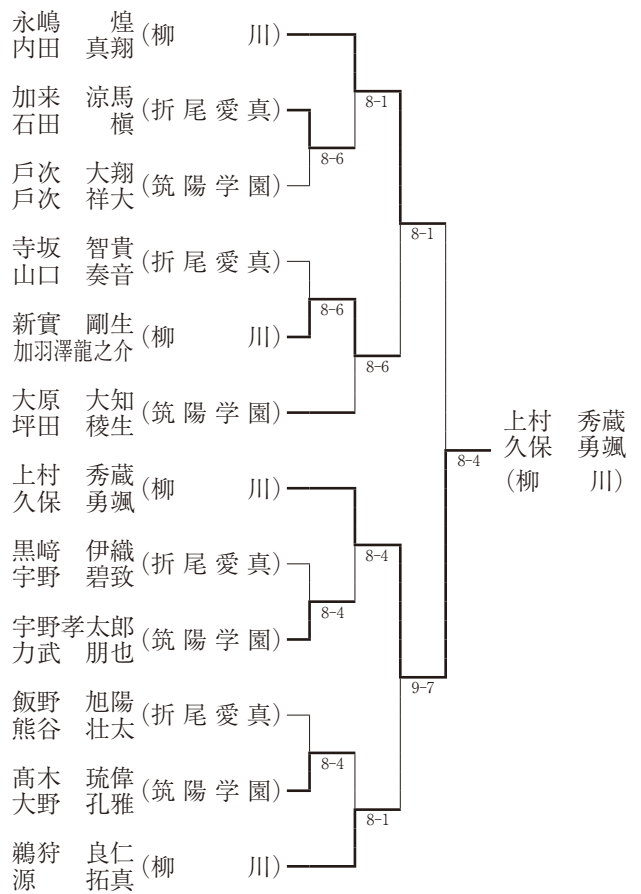 永嶋　煌
内田　真翔
(柳　川)
加来　涼馬
石田　槇
(折尾愛真)
8-6
戸次　大翔
戸次　祥大
(筑陽学園)
8-1
寺坂　智貴
山口　奏音
(折尾愛真)
8-6
新實　剛生
加羽澤龍之介
(柳　川)
8-6
大原　大知
坪田　稜生
(筑陽学園)
8-1
上村　秀蔵
久保　勇颯
(柳　川)
黒﨑　伊織
宇野　碧致
(折尾愛真)
8-4
宇野孝太郎
力武　朋也
(筑陽学園)
8-4
飯野　旭陽
熊谷　壮太
(折尾愛真)
8-4
髙木　琉偉
大野　孔雅
(筑陽学園)
8-1
鵜狩　良仁
源　拓真
(柳　川)
9-7
8-4
上村　秀蔵
久保　勇颯
(柳　川)